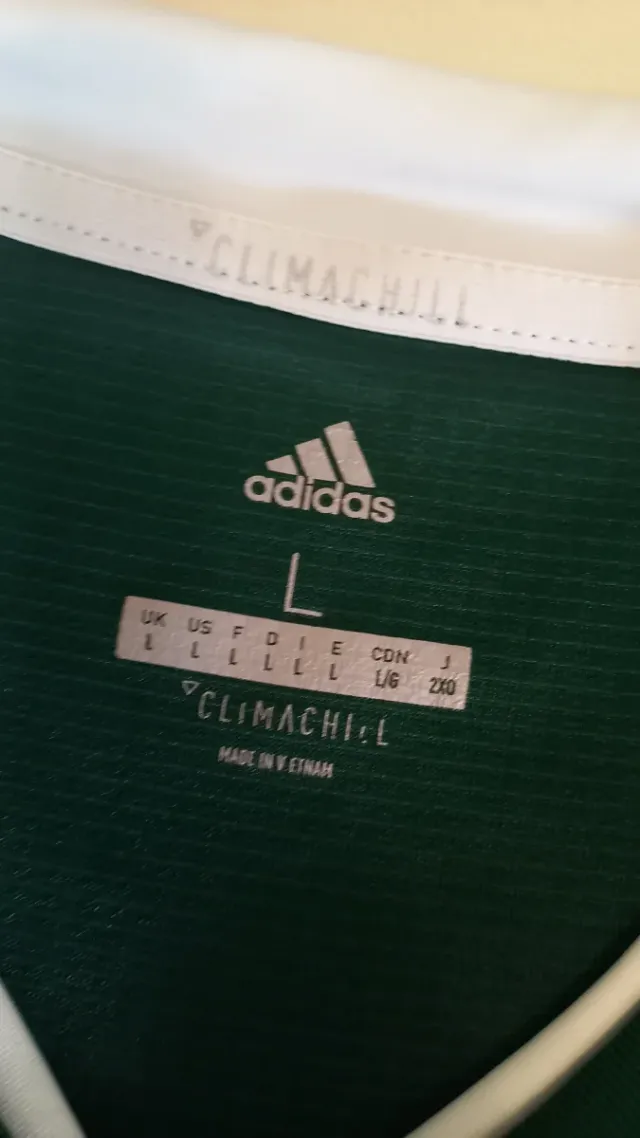 CLIMACHILL
adidas
L
UK US F D I E CDN J
L L L L L L L/G 2XO
CLIMACHILL
MADE IN VIETNAM